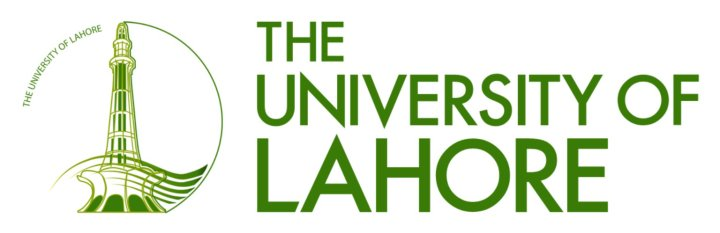 THE UNIVERSITY OF LAHORE
THE
UNIVERSITY OF
LAHORE